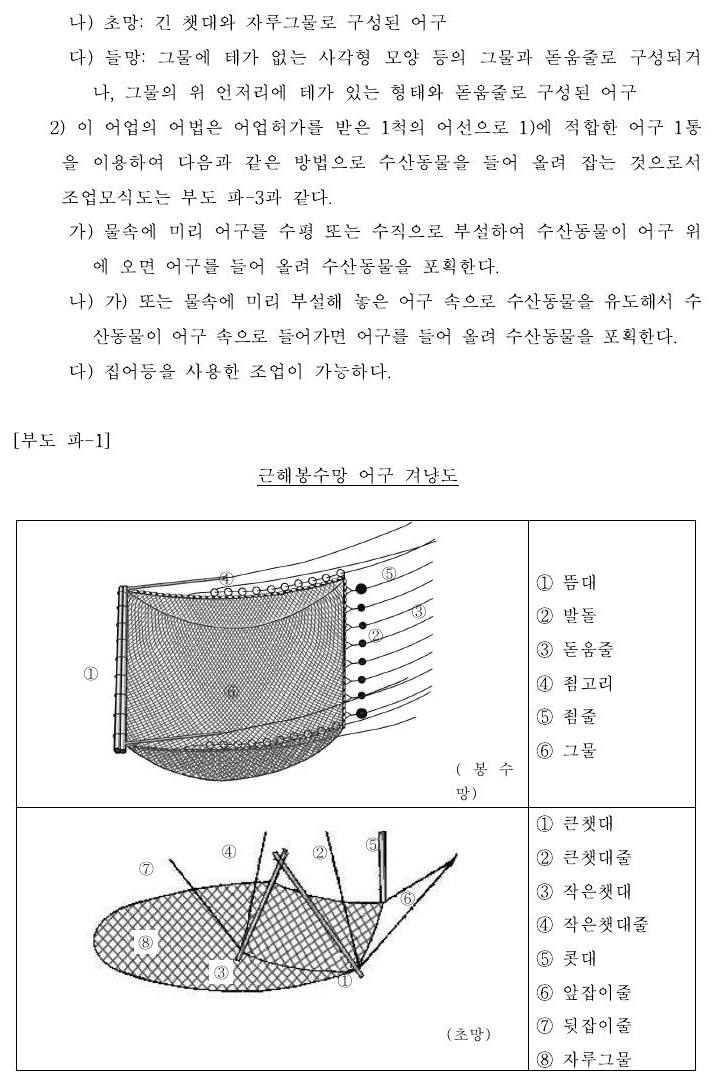 나) 초망: 긴 챗대와 자루그물로 구성된 어구
다) 들망: 그물에 테가 없는 사각형 모양 등의 그물과 돋움줄로 구성되거
나, 그물의 위 언저리에 테가 있는 형태와 돋움줄로 구성된 어구
2) 이 어업의 어법은 어업허가를 받은 1척의 어선으로 1)에 적합한 어구 1통
을 이용하여 다음과 같은 방법으로 수산동물을 들어 올려 잡는 것으로서
조업모식도는 부도 파-3과 같다.
가) 물속에 미리 어구를 수평 또는 수직으로 부설하여 수산동물이 어구 위
에 오면 어구를 들어 올려 수산동물을 포획한다.
나) 가) 또는 물속에 미리 부설해 놓은 어구 속으로 수산동물을 유도해서 수
산동물이 어구 속으로 들어가면 어구를 들어 올려 수산동물을 포획한다.
다) 집어등을 사용한 조업이 가능하다.
[부도 파-1]
근해봉수망 어구 겨냥도
④
⑤
③
②
①
⑥
( 봉 수
망)
① 뜸대
② 발돌
③ 돋움줄
④ 죔고리
⑤ 죔줄
⑥ 그물
④
②
⑤
⑦
⑥
⑧
③
①
(초망)
① 큰챗대
② 큰챗대줄
③ 작은챗대
④ 작은챗대줄
⑤ 콧대
⑥ 앞잡이줄
⑦ 뒷잡이줄
⑧ 자루그물